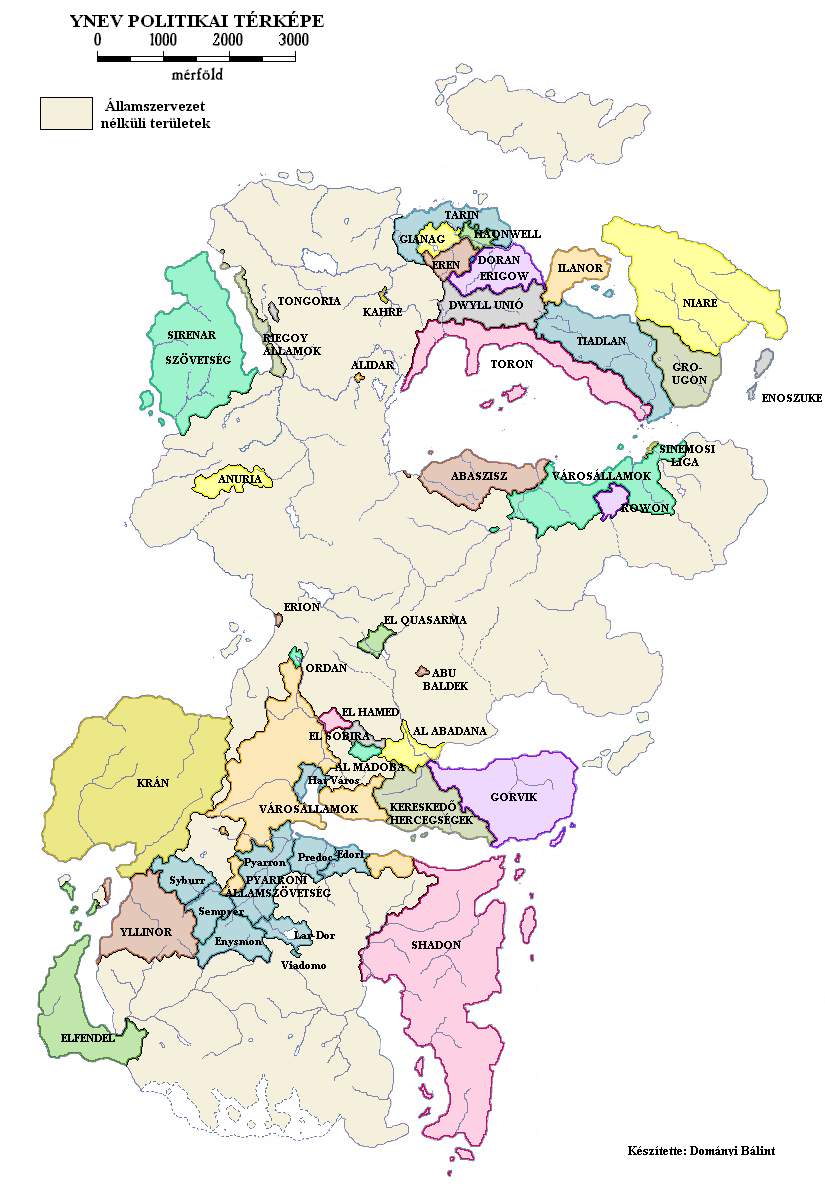 YNEV POLITIKAI TÉRKÉPE
0 1000 2000 3000
mérföld
Államszervezet
nélküli területek
TARIN
GIANAG
HAONWELL
EREN
DORAN
ERIGOW
ILANOR
DWYLL UNIÓ
NIARE
TONGORIA
KAHRE
SIRENAR
SZÖVETSÉG
RIEGOY
ÁLLAMOK
TIADLAN
ALIDAR
TORON
GRO-
UGON
ENOSZUKE
SINEMOSI
LIGA
ANURIA
ABASZISZ
VÁROSÁLLAMOK
ROWON
ERION
EL QUASARMA
ORDAN
ABU
BALDEK
EL HAMED
EL SOBIRA
AL ABADANA
AL MADOBA
KRÁN
Har Város
GORVIK
VÁROSÁLLAMOK
KERESKEDŐ
HERCEGSÉGEK
Pyarron
Predoc
Edorl
Syburr
PYARRONI
ÁLLAMSZÖVETSÉG
Sempyer
YLLINOR
Enysmon
Lar-Dor
SHADON
Viadomo
ELFENDEL
Készítette: Dományi Bálint